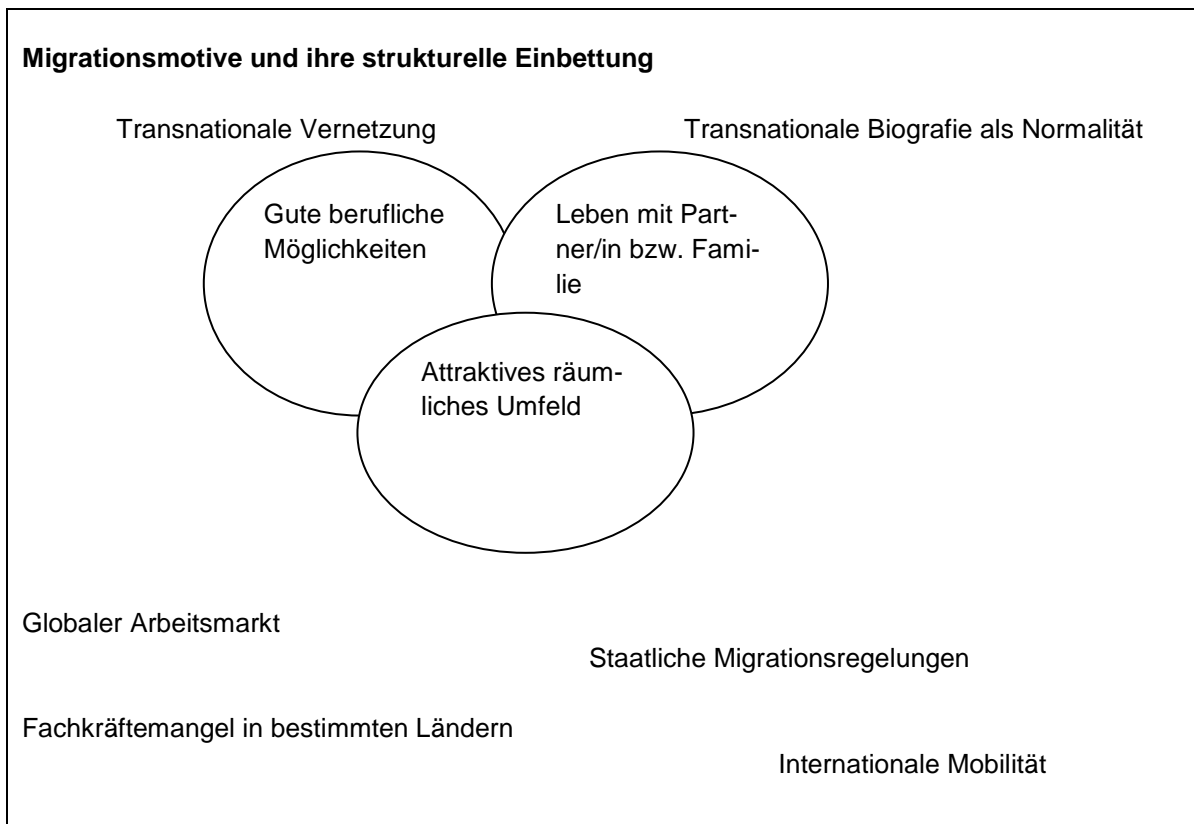 Migrationsmotive und ihre strukturelle Einbettung
Transnationale Vernetzung
Transnationale Biografie als Normalität
Gute berufliche
Möglichkeiten
Leben mit Part-
ner/in bzw. Fami-
lie
Attraktives räum-
liches Umfeld
Globaler Arbeitsmarkt
Staatliche Migrationsregelungen
Fachkräftemangel in bestimmten Ländern
Internationale Mobilität